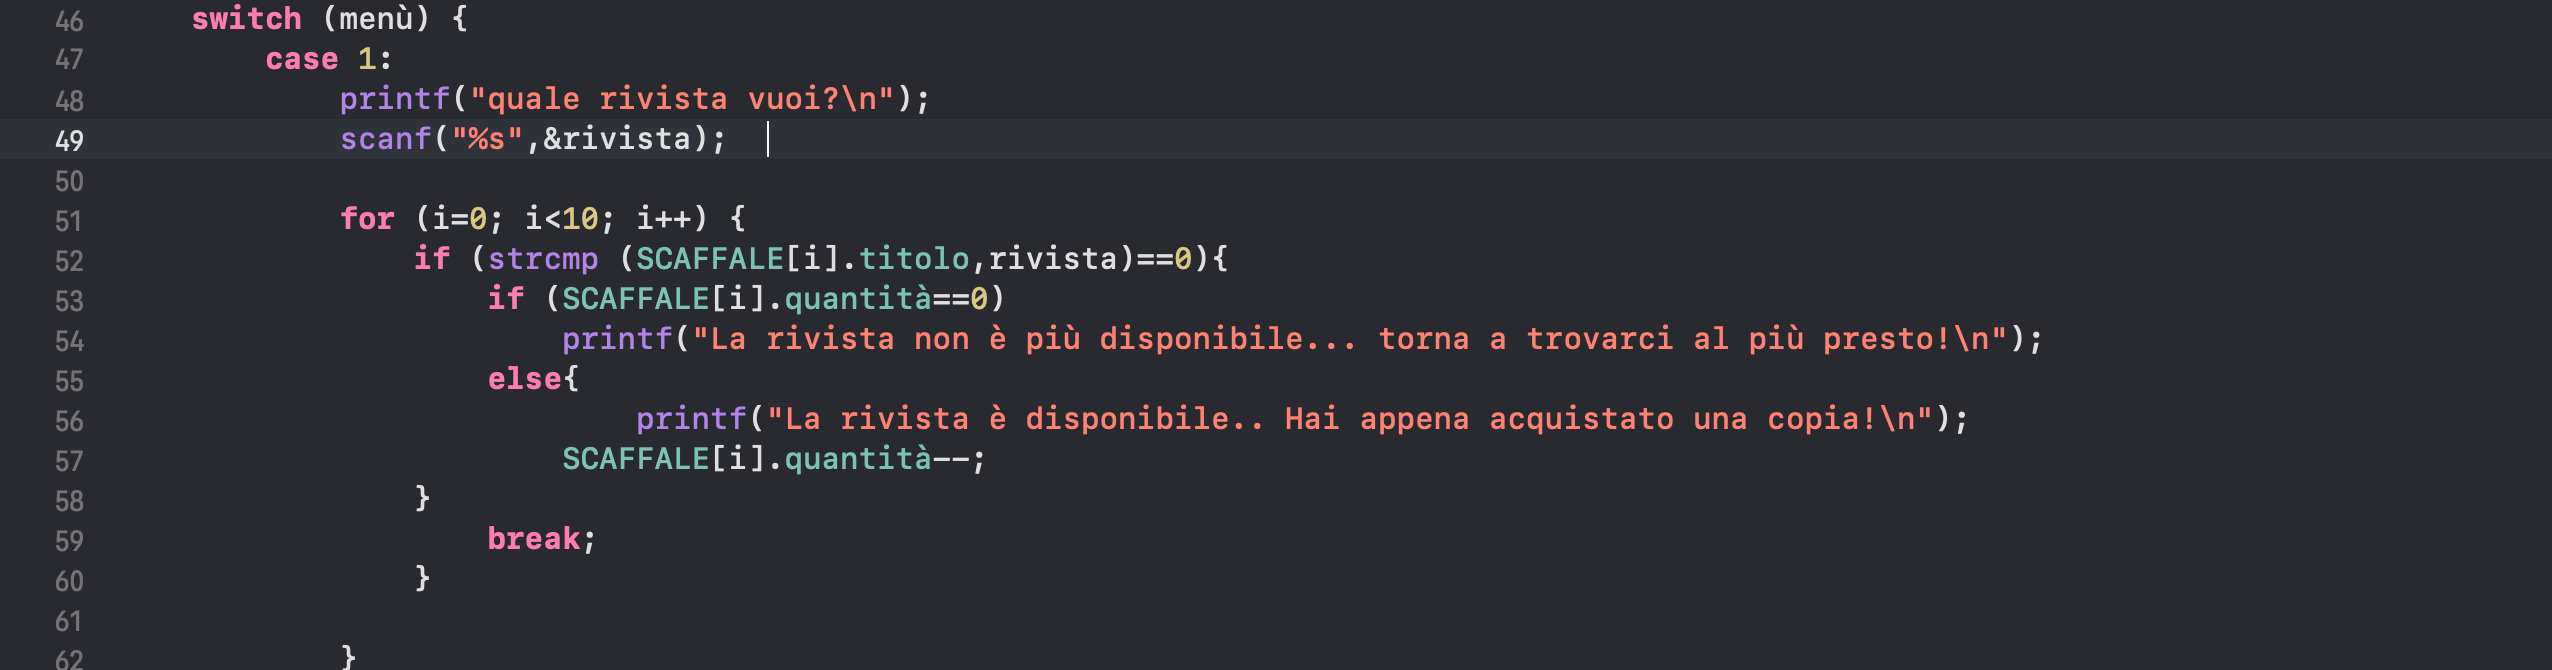 46 switch (menù) {
47 case 1:
48 printf("quale rivista vuoi?\n");
49 scanf("%s",&rivista);
50
51 for (i=0; i<10; i++) {
52 if (strcmp (SCAFFALE[i].titolo,rivista)==0){
53 if (SCAFFALE[i].quantità==0)
54 printf("La rivista non è più disponibile... torna a trovarci al più presto!\n");
55 else{
56 printf("La rivista è disponibile.. Hai appena acquistato una copia!\n");
57 SCAFFALE[i].quantità--;
58 }
59 break;
60 }
61
62 }